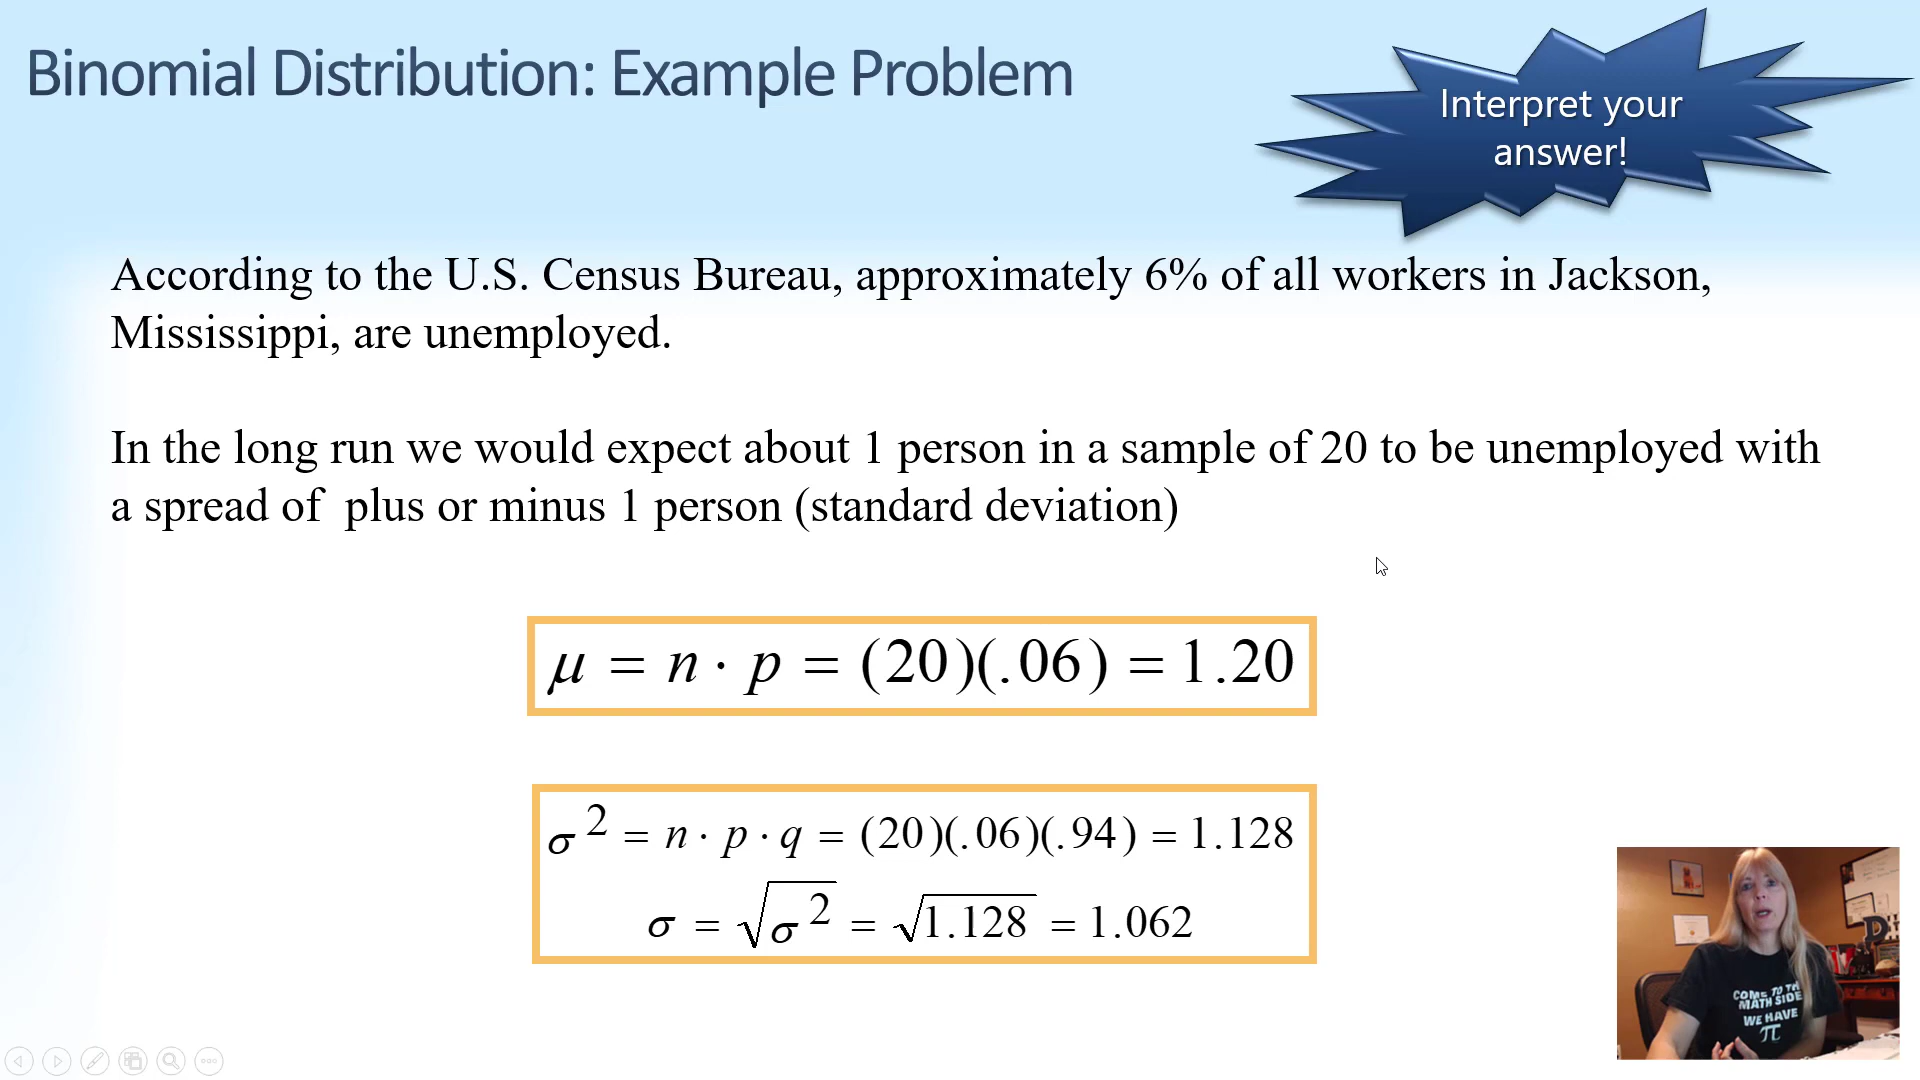 Binomial Distribution: Example Problem
Interpret your
answer!
According to the U.S. Census Bureau, approximately 6% of all workers in Jackson,
Mississippi, are unemployed.
In the long run we would expect about 1 person in a sample of 20 to be unemployed with
a spread of  plus or minus 1 person (standard deviation)
μ = n · p = (20)(.06) = 1.20
σ² = n · p · q = (20)(.06)(.94) = 1.128
σ = √σ² = √1.128 = 1.062
COME TO TH
MATH SIDE
WE HAVE
π